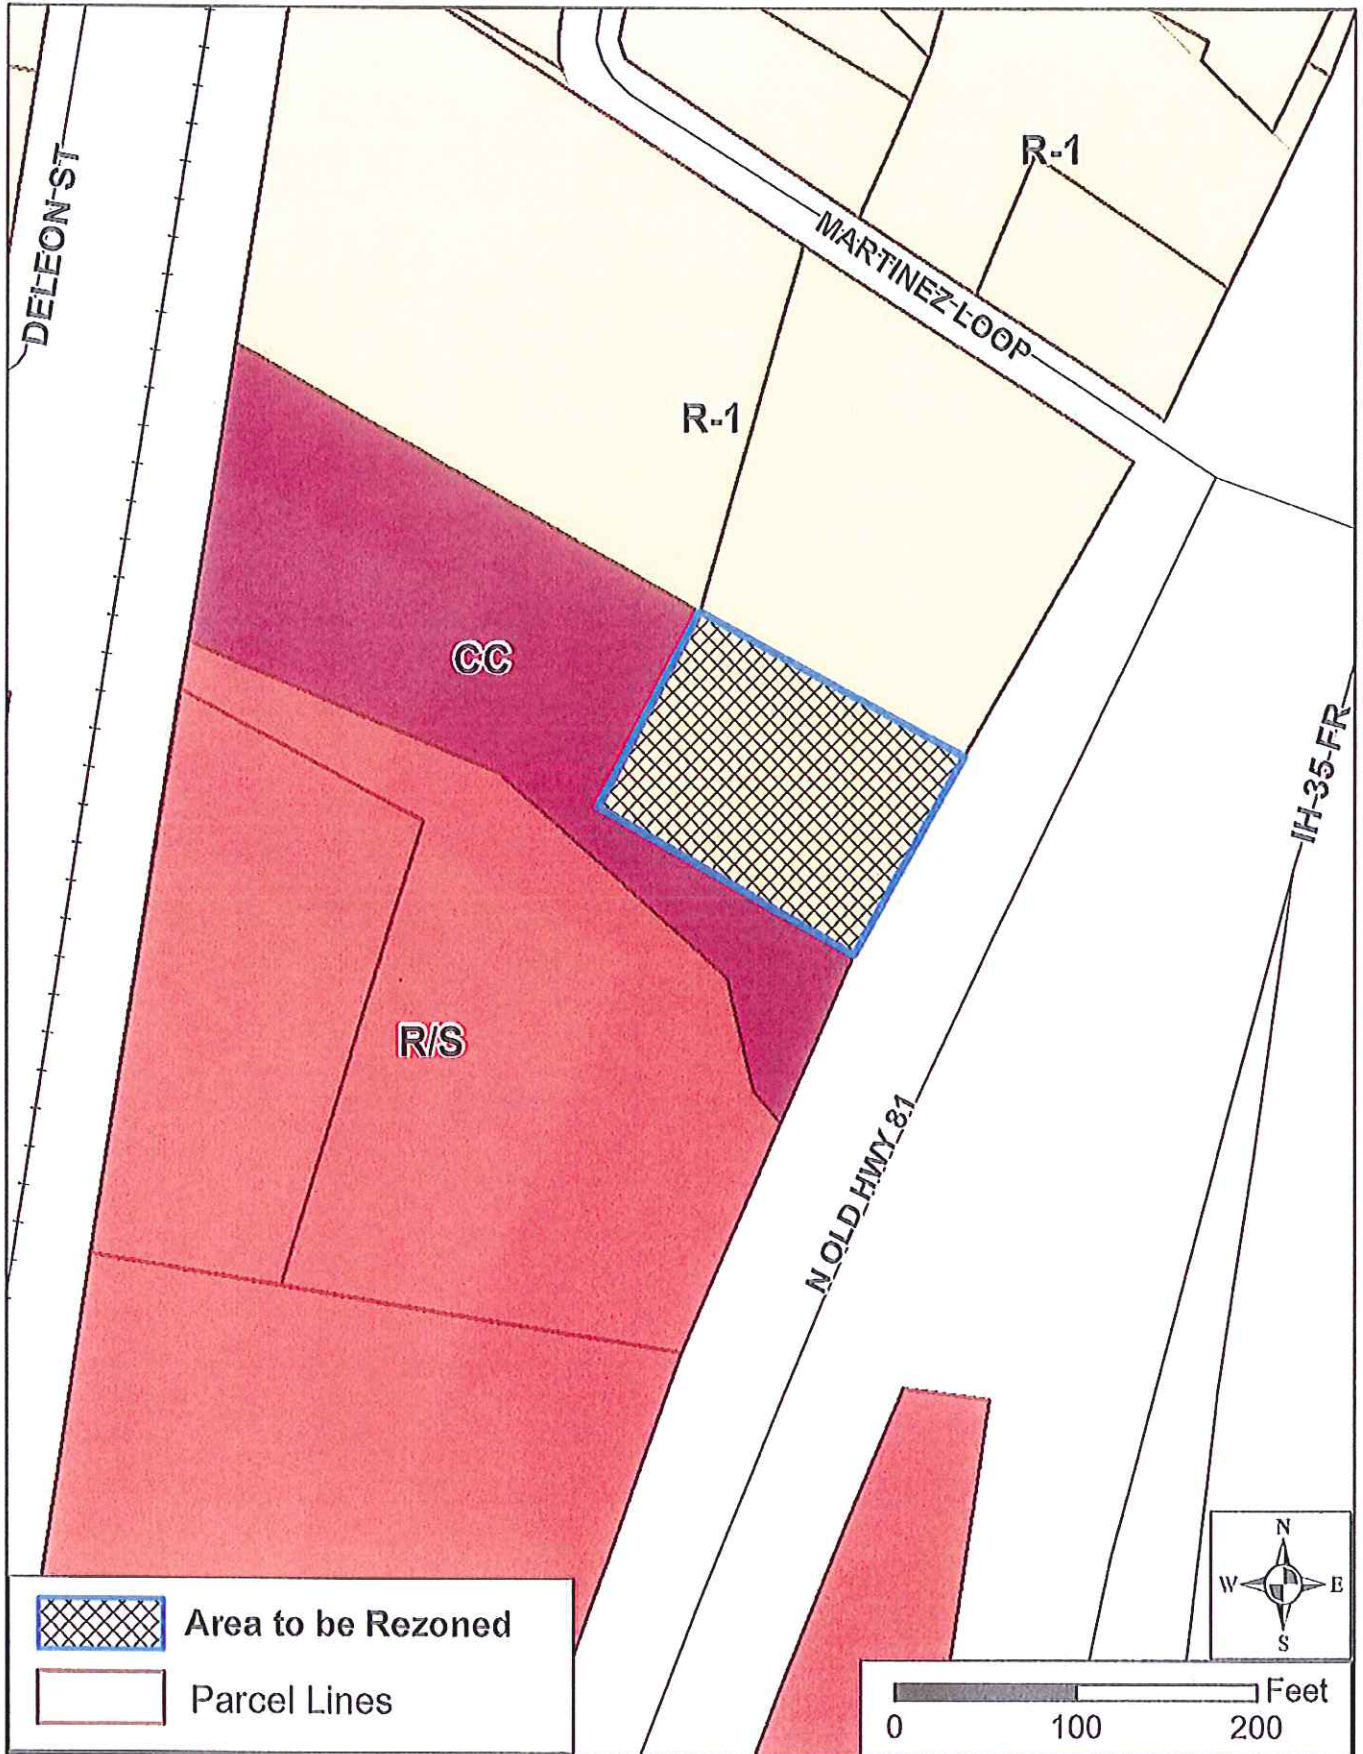 R-1
DELEON ST
MARTINEZ LOOP
R-1
CC
IH-35 FR
R/S
N OLD HWY 81
N
W E
S
Area to be Rezoned
Parcel Lines
Feet
0 100 200